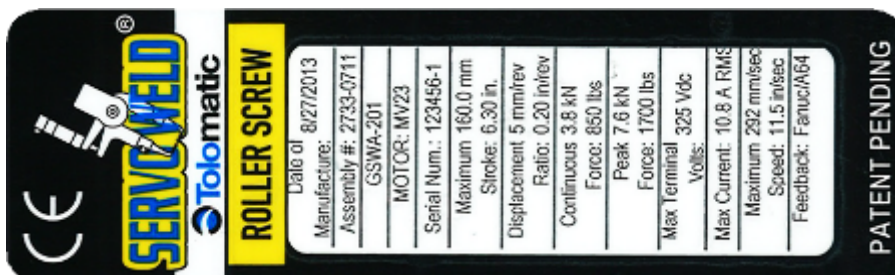 CE
SERVOWELD®
Tolomatic
ROLLER SCREW
Date of 8/27/2013
Manufacture:
Assembly #: 2733-0711
GSWA-201
MOTOR: MV23
Serial Num.: 123456-1
Maximum 160.0 mm
Stroke: 6.30 in.
Displacement 5 mm/rev
Ratio: 0.20 in/rev
Continuous 3.8 kN
Force: 850 lbs
Peak 7.6 kN
Force: 1700 lbs
Max Terminal 325 Vdc
Volts:
Max Current: 10.8 A RMS
Maximum 292 mm/sec
Speed: 11.5 in/sec
Feedback: Fanuc/A64
PATENT PENDING